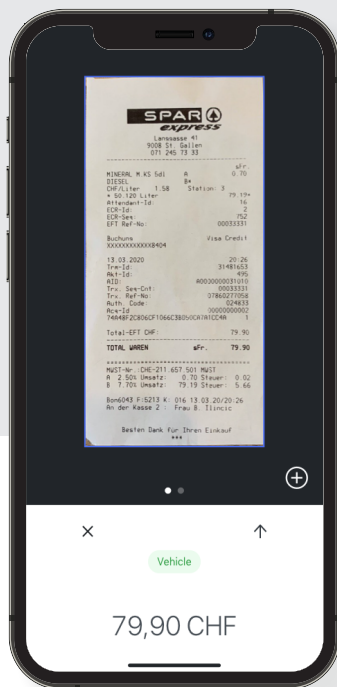 SPAR
express
Lanssasse 41
9008 St. Gallen
071 245 73 33
sFr.
MINERAL M.KS 5dl A 0.70
DIESEL B*
CHF/Liter 1.58 Station: 3
* 50.120 Liter 79.19*
Attendant-Id: 16
ECR-Id: 2
ECR-Seq: 752
EFT Ref-No: 00033331
Buchung Visa Credit
XXXXXXXXXXXX8404
13.03.2020 20:26
Trm-Id: 31481653
Akt-Id: 495
AID: A0000000031010
Trx. Seq-Cnt: 00033331
Trx. Ref-No: 07860277058
Auth. Code: 024833
Acq-Id 00000000002
Total-EFT CHF: 79.90
TOTAL WAREN sFr. 79.90
MWST-Nr.:CHE-211.657.501 MWST
A 2.50% Umsatz: 0.70 Steuer: 0.02
B 7.70% Umsatz: 79.19 Steuer: 5.66
Bon6043 F:5213 K: 016 13.03.20/20:26
An der Kasse 2 : Frau B. Ilincic
Besten Dank für Ihren Einkauf
***
Vehicle
79,90 CHF